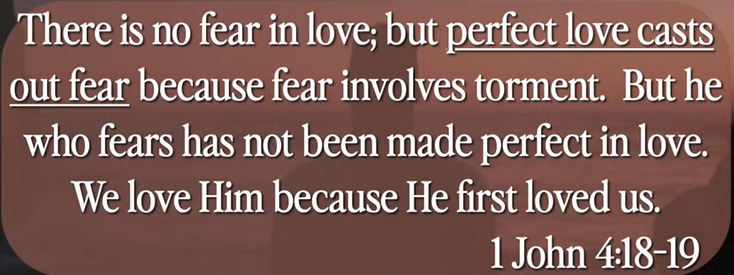 There is no fear in love; but perfect love casts
out fear because fear involves torment.  But he
who fears has not been made perfect in love.
We love Him because He first loved us.
1 John 4:18-19